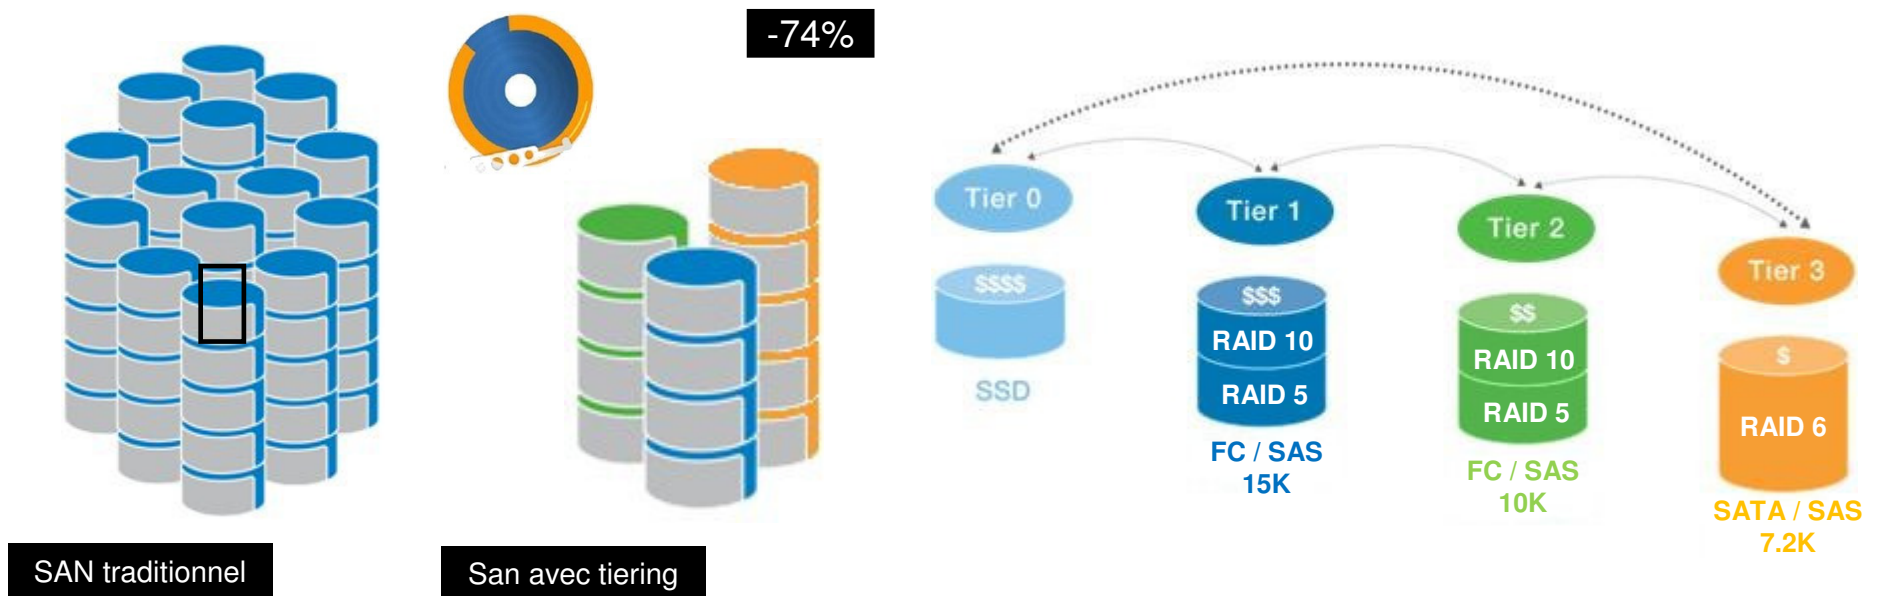 -74%
SAN traditionnel
San avec tiering
Tier 0
$$$$
SSD
Tier 1
$$$
RAID 10
RAID 5
FC / SAS
15K
Tier 2
$$
RAID 10
RAID 5
FC / SAS
10K
Tier 3
$
RAID 6
SATA / SAS
7.2K